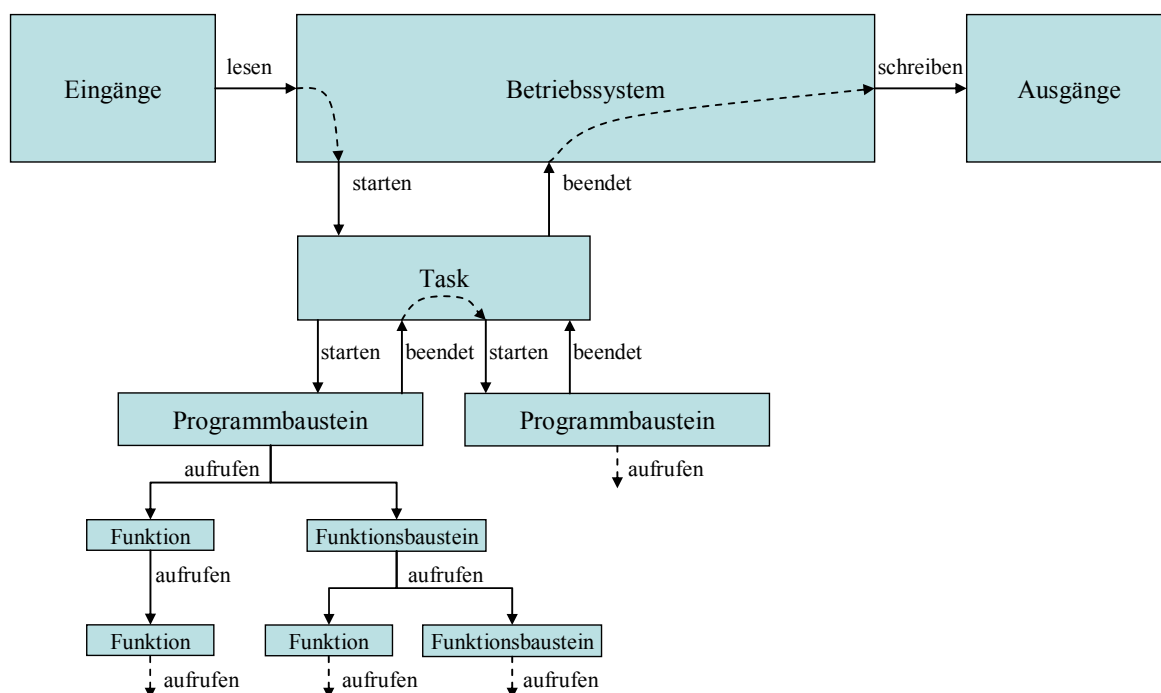 lesen
schreiben
Eingänge
Betriebssystem
Ausgänge
starten
beendet
Task
starten
beendet
starten
beendet
Programmbaustein
Programmbaustein
aufrufen
aufrufen
Funktion
Funktionsbaustein
aufrufen
aufrufen
Funktion
Funktion
Funktionsbaustein
aufrufen
aufrufen
aufrufen